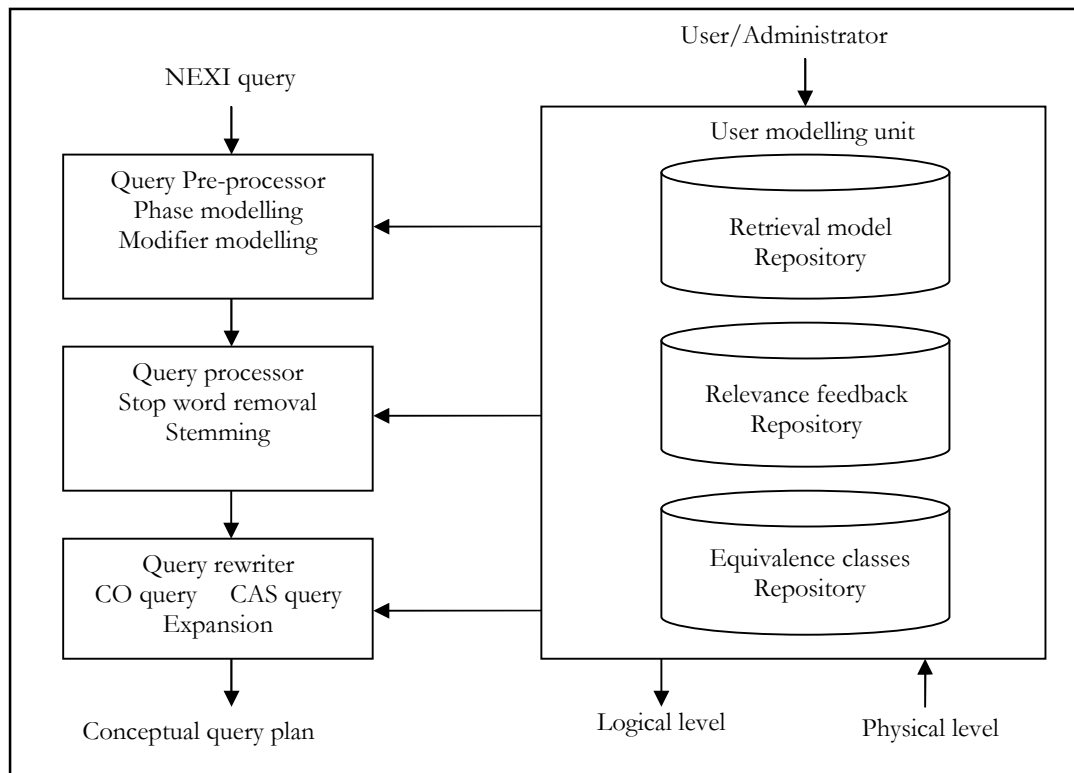 NEXI query
Query Pre-processor
Phase modelling
Modifier modelling
Query processor
Stop word removal
Stemming
Query rewriter
CO query CAS query
Expansion
Conceptual query plan
User/Administrator
User modelling unit
Retrieval model
Repository
Relevance feedback
Repository
Equivalence classes
Repository
Logical level
Physical level